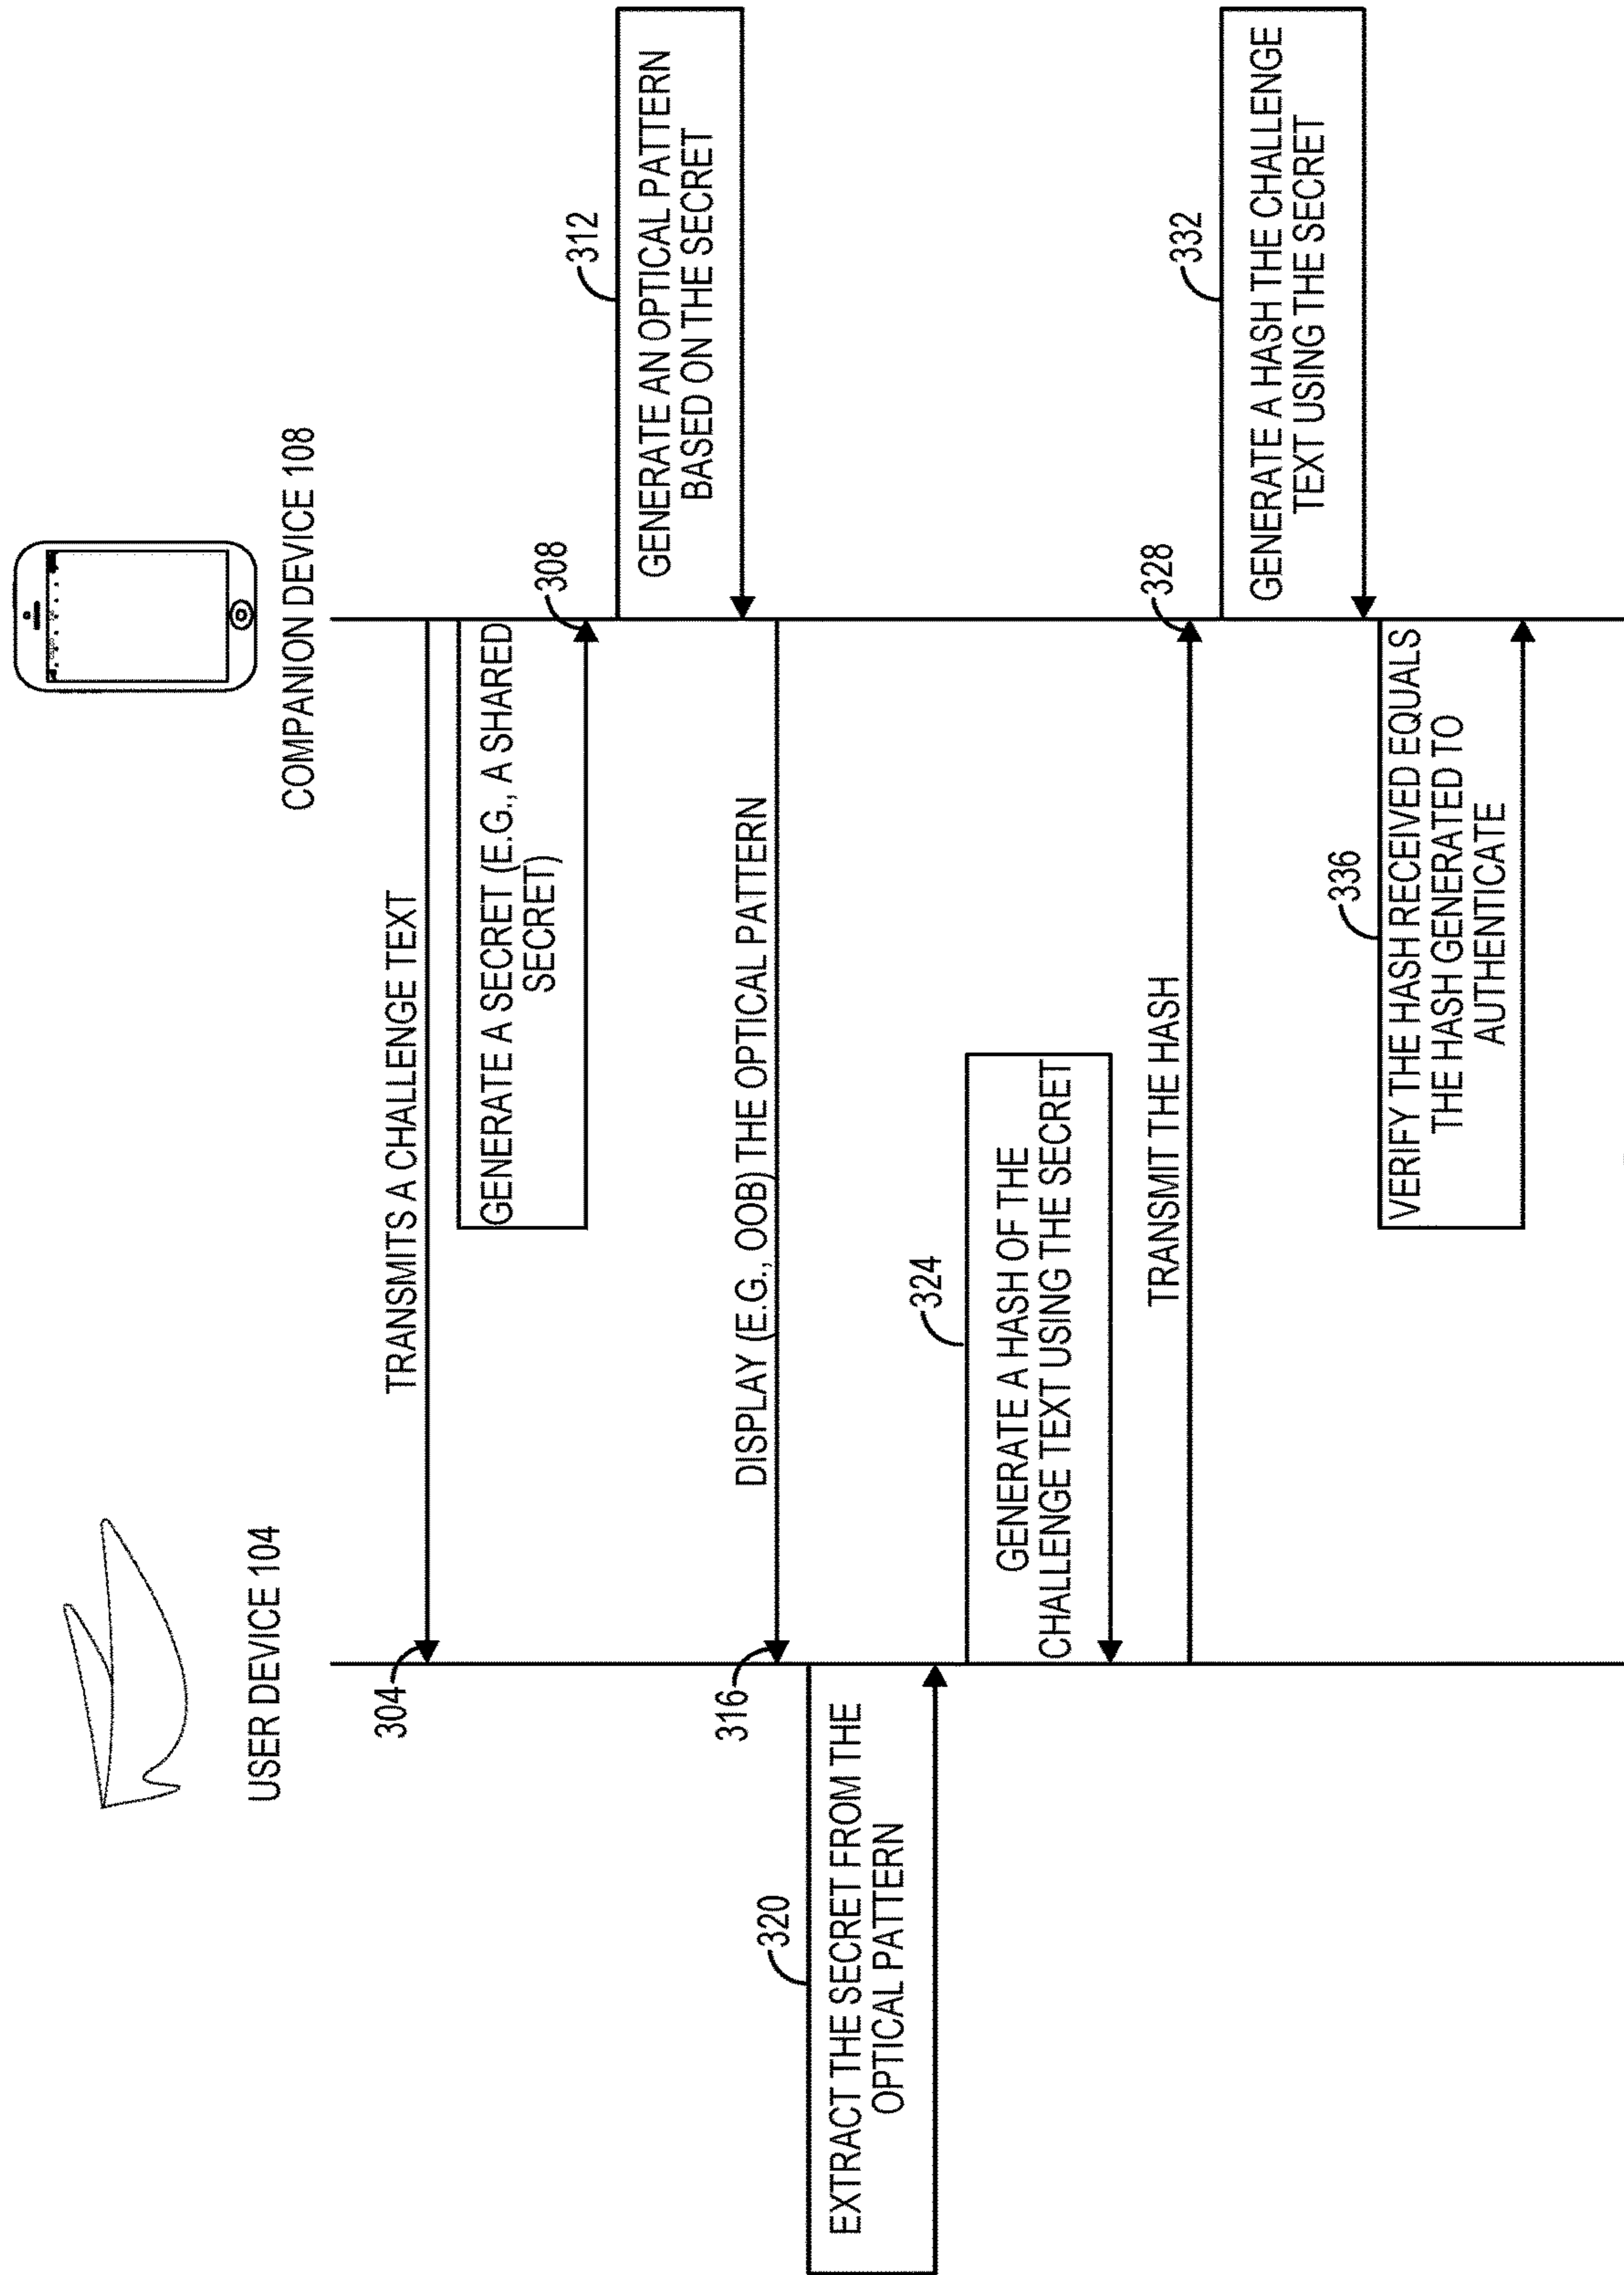 USER DEVICE 104
COMPANION DEVICE 108
304
TRANSMITS A CHALLENGE TEXT
GENERATE A SECRET (E.G., A SHARED
SECRET)
308
312
GENERATE AN OPTICAL PATTERN
BASED ON THE SECRET
316
DISPLAY (E.G., OOB) THE OPTICAL PATTERN
320
EXTRACT THE SECRET FROM THE
OPTICAL PATTERN
324
GENERATE A HASH OF THE
CHALLENGE TEXT USING THE SECRET
TRANSMIT THE HASH
328
332
GENERATE A HASH THE CHALLENGE
TEXT USING THE SECRET
336
VERIFY THE HASH RECEIVED EQUALS
THE HASH GENERATED TO
AUTHENTICATE